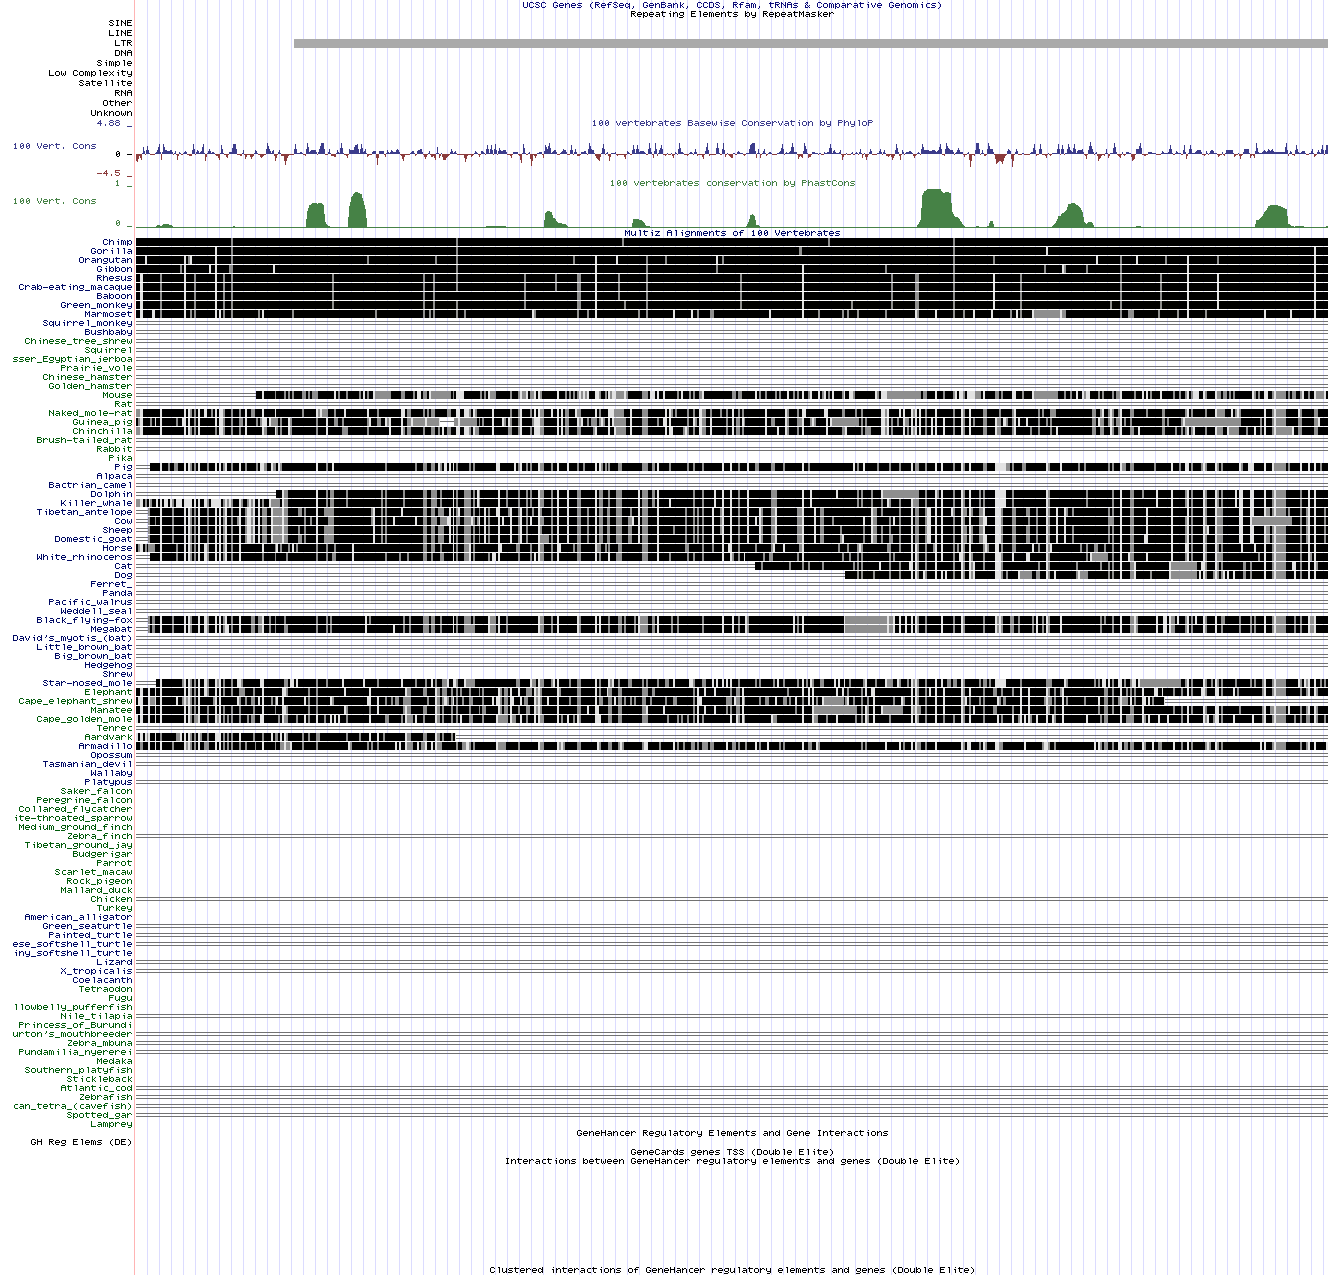 UCSC Genes (RefSeq, GenBank, CCDS, Rfam, tRNAs & Comparative Genomics)
Repeating Elements by RepeatMasker
SINE
LINE
LTR
DNA
Simple
Low Complexity
Satellite
RNA
Other
Unknown
4.88 _
100 vertebrates Basewise Conservation by PhyloP
100 Vert. Cons
0 _
-4.5 _
1 _
100 vertebrates conservation by PhastCons
100 Vert. Cons
0 _
Multiz Alignments of 100 Vertebrates
Chimp
Gorilla
Orangutan
Gibbon
Rhesus
Crab-eating_macaque
Baboon
Green_monkey
Marmoset
Squirrel_monkey
Bushbaby
Chinese_tree_shrew
Squirrel
sser_Egyptian_jerboa
Prairie_vole
Chinese_hamster
Golden_hamster
Mouse
Rat
Naked_mole-rat
Guinea_pig
Chinchilla
Brush-tailed_rat
Rabbit
Pika
Pig
Alpaca
Bactrian_camel
Dolphin
Killer_whale
Tibetan_antelope
Cow
Sheep
Domestic_goat
Horse
White_rhinoceros
Cat
Dog
Ferret_
Panda
Pacific_walrus
Weddell_seal
Black_flying-fox
Megabat
David's_myotis_(bat)
Little_brown_bat
Big_brown_bat
Hedgehog
Shrew
Star-nosed_mole
Elephant
Cape_elephant_shrew
Manatee
Cape_golden_mole
Tenrec
Aardvark
Armadillo
Opossum
Tasmanian_devil
Wallaby
Platypus
Saker_falcon
Peregrine_falcon
Collared_flycatcher
ite-throated_sparrow
Medium_ground_finch
Zebra_finch
Tibetan_ground_jay
Budgerigar
Parrot
Scarlet_macaw
Rock_pigeon
Mallard_duck
Chicken
Turkey
American_alligator
Green_seaturtle
Painted_turtle
ese_softshell_turtle
iny_softshell_turtle
Lizard
X_tropicalis
Coelacanth
Tetraodon
Fugu
llowbelly_pufferfish
Nile_tilapia
Princess_of_Burundi
urton's_mouthbreeder
Zebra_mbuna
Pundamilia_nyererei
Medaka
Southern_platyfish
Stickleback
Atlantic_cod
Zebrafish
can_tetra_(cavefish)
Spotted_gar
Lamprey
GeneHancer Regulatory Elements and Gene Interactions
GH Reg Elems (DE)
GeneCards genes TSS (Double Elite)
Interactions between GeneHancer regulatory elements and genes (Double Elite)
Clustered interactions of GeneHancer regulatory elements and genes (Double Elite)